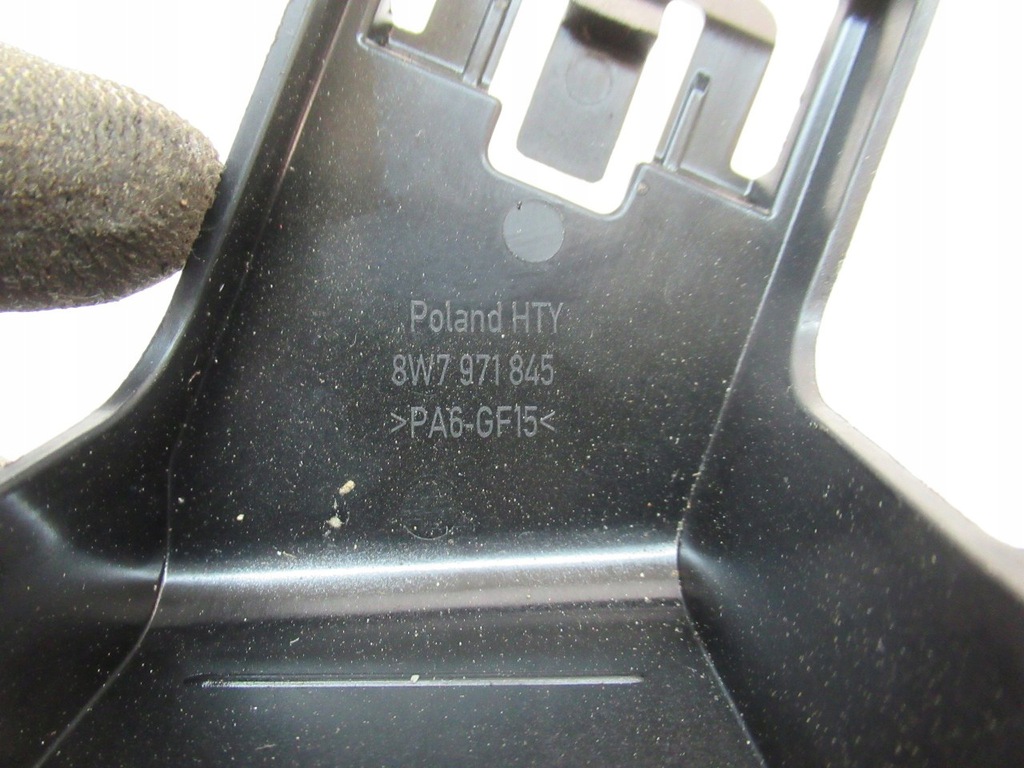 Poland HTY
8W7 971 845
>PA6-GF15<